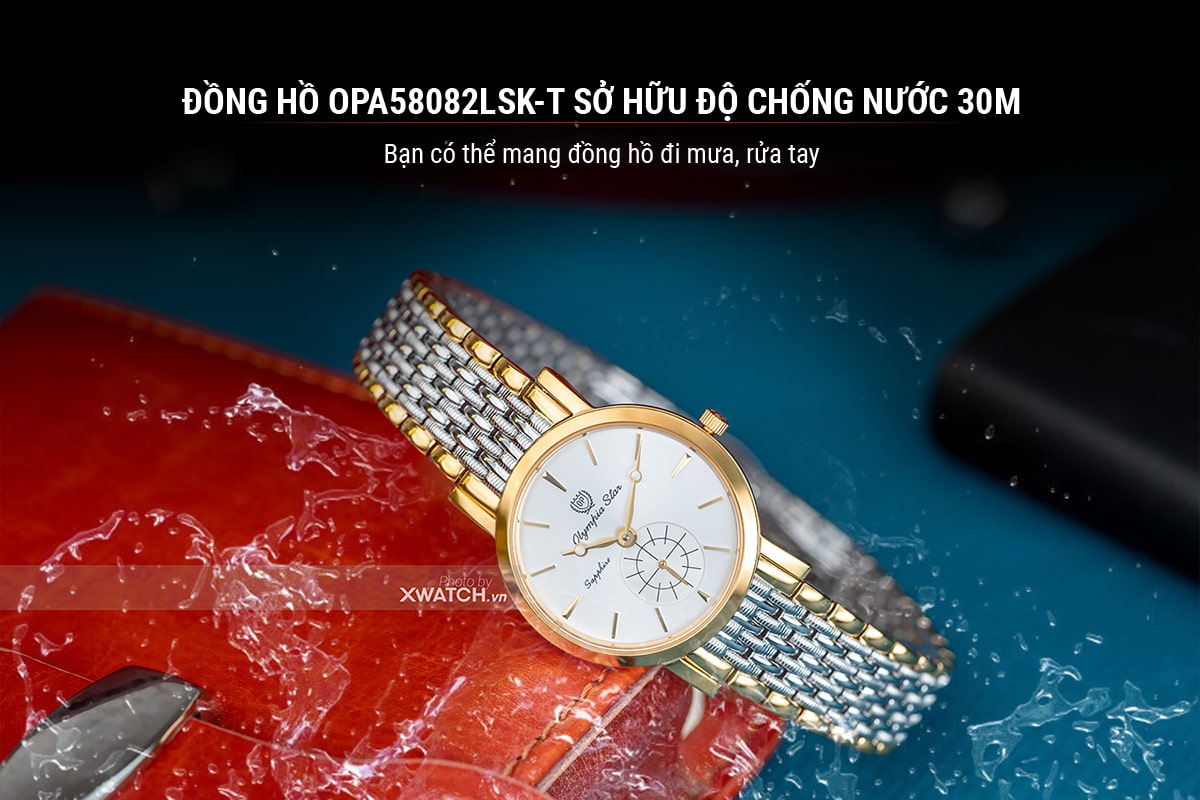 ĐỒNG HỒ OPA58082LSK-T SỞ HỮU ĐỘ CHỐNG NƯỚC 30M
Bạn có thể mang đồng hồ đi mưa, rửa tay
OP
Olympia Star
Sapphire
Photo by
XWATCH.vn